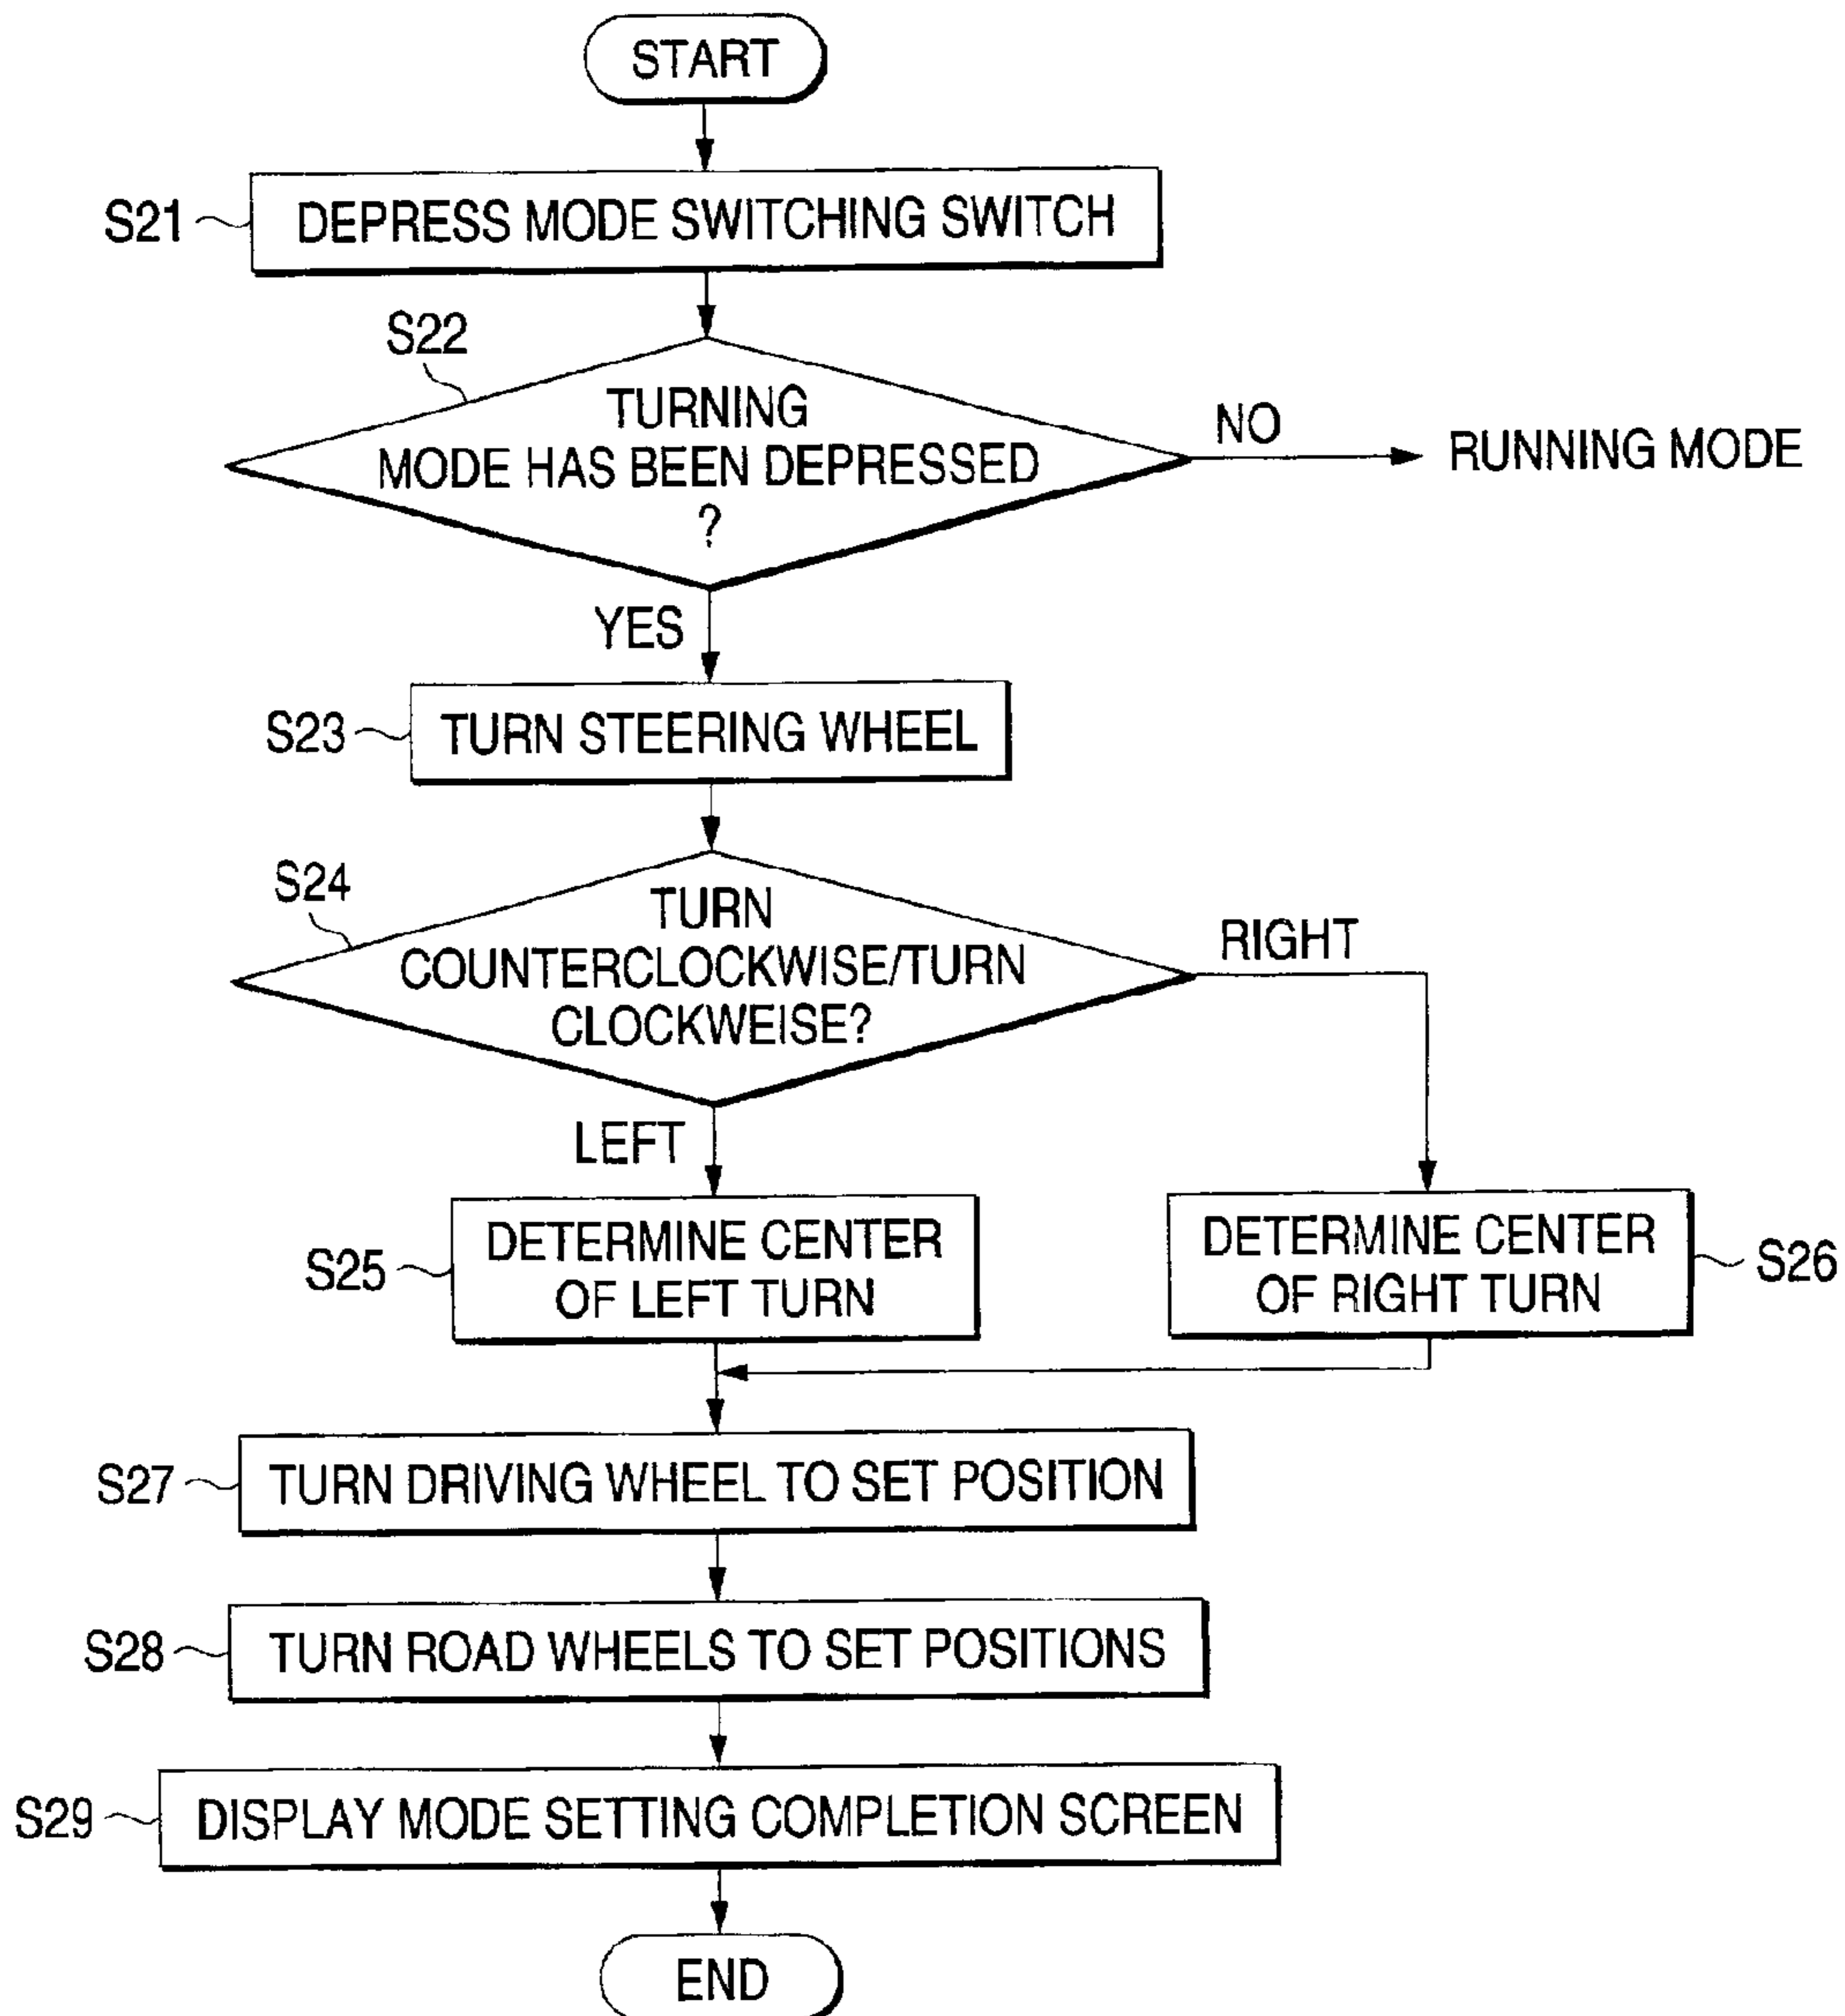 START
S21
DEPRESS MODE SWITCHING SWITCH
S22
TURNING
MODE HAS BEEN DEPRESSED
?
NO
RUNNING MODE
YES
S23
TURN STEERING WHEEL
S24
TURN
COUNTERCLOCKWISE/TURN
CLOCKWEISE?
RIGHT
LEFT
S25
DETERMINE CENTER
OF LEFT TURN
DETERMINE CENTER
OF RIGHT TURN
S26
S27
TURN DRIVING WHEEL TO SET POSITION
S28
TURN ROAD WHEELS TO SET POSITIONS
S29
DISPLAY MODE SETTING COMPLETION SCREEN
END